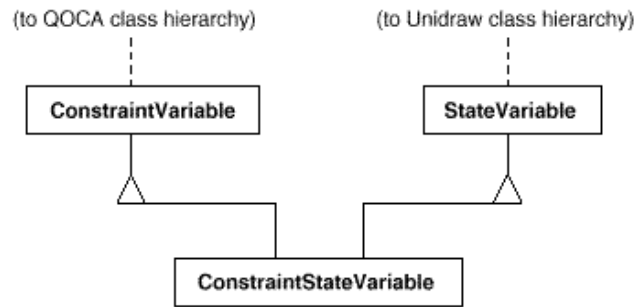 (to QOCA class hierarchy)
(to Unidraw class hierarchy)
ConstraintVariable
StateVariable
ConstraintStateVariable